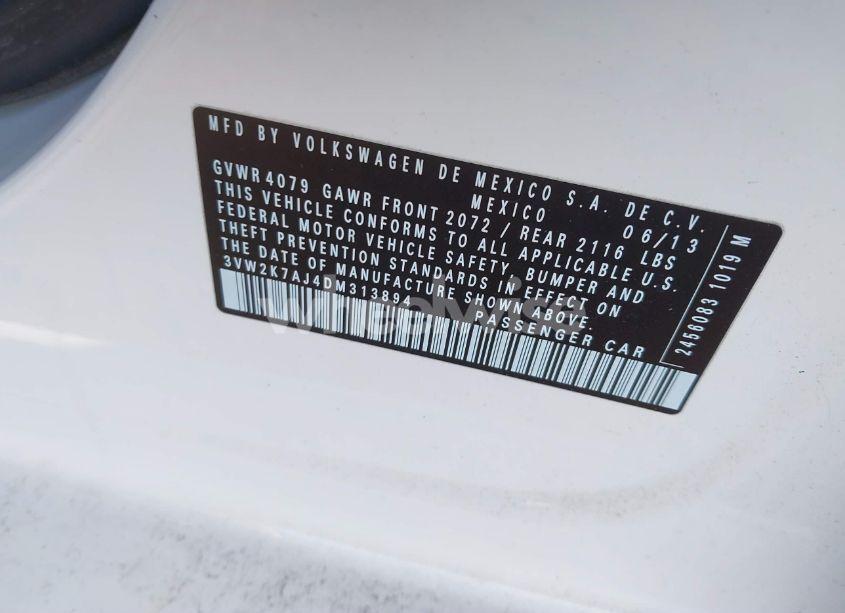 MFD BY VOLKSWAGEN DE MEXICO S.A. DE C.V.
MEXICO 06/13
GVWR 4079 GAWR FRONT 2072 / REAR 2116 LBS
THIS VEHICLE CONFORMS TO ALL APPLICABLE U.S.
FEDERAL MOTOR VEHICLE SAFETY, BUMPER AND
THEFT PREVENTION STANDARDS IN EFFECT ON
THE DATE OF MANUFACTURE SHOWN ABOVE.
3VW2K7AJ4DM313894 PASSENGER CAR
2456083 1019 M